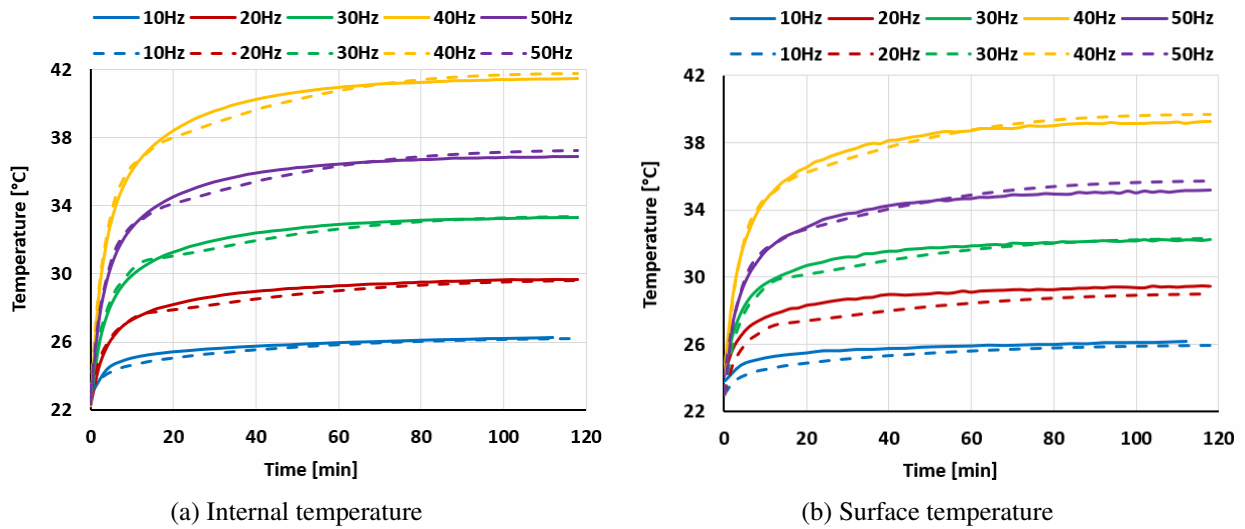 10Hz 20Hz 30Hz 40Hz 50Hz
10Hz 20Hz 30Hz 40Hz 50Hz
42
38
34
30
26
22
0 20 40 60 80 100 120
Temperature [°C]
Time [min]
(a) Internal temperature
10Hz 20Hz 30Hz 40Hz 50Hz
10Hz 20Hz 30Hz 40Hz 50Hz
42
38
34
30
26
22
0 20 40 60 80 100 120
Temperature [°C]
Time [min]
(b) Surface temperature